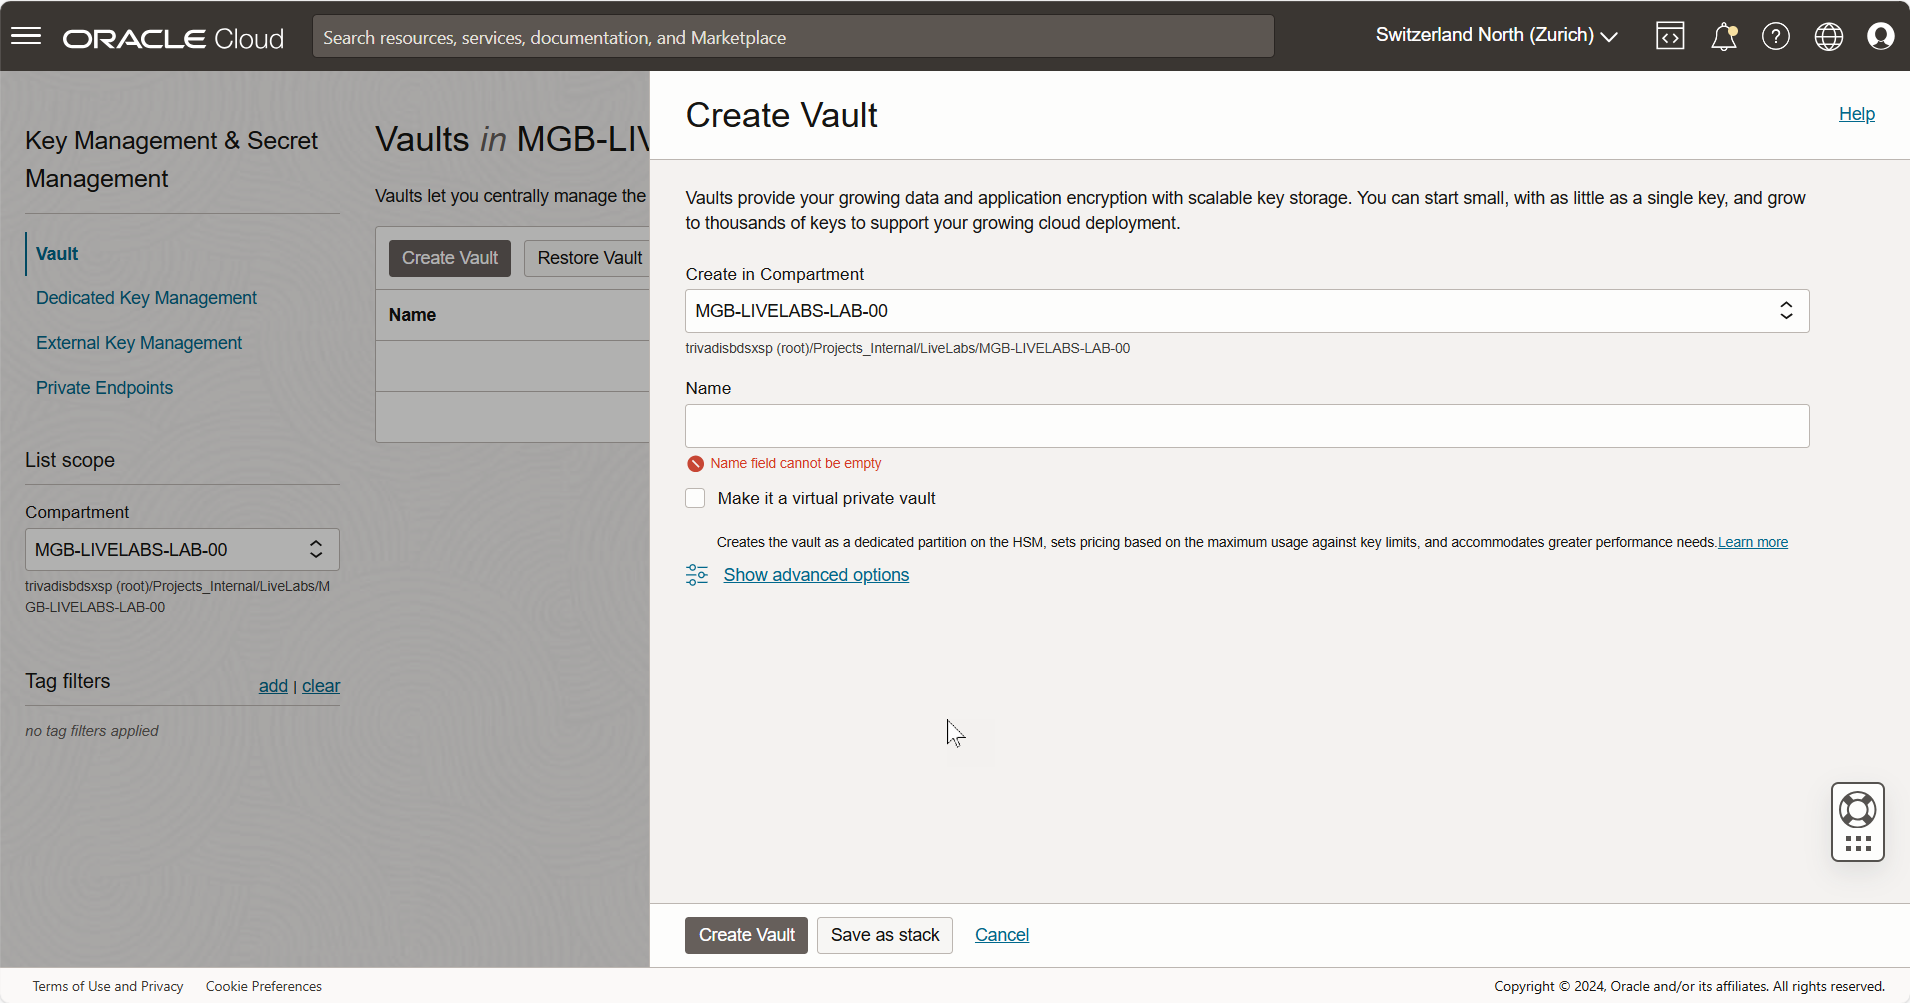 ORACLE Cloud
Search resources, services, documentation, and Marketplace
Switzerland North (Zurich)
Key Management & Secret
Management
Vault
Dedicated Key Management
External Key Management
Private Endpoints
List scope
Compartment
MGB-LIVELABS-LAB-00
trivadisbdsxsp (root)/Projects_Internal/LiveLabs/M
GB-LIVELABS-LAB-00
Tag filters
add | clear
no tag filters applied
Vaults in MGB-LIV
Vaults let you centrally manage the
Create Vault
Restore Vault
Name
Create Vault
Help
Vaults provide your growing data and application encryption with scalable key storage. You can start small, with as little as a single key, and grow
to thousands of keys to support your growing cloud deployment.
Create in Compartment
MGB-LIVELABS-LAB-00
trivadisbdsxsp (root)/Projects_Internal/LiveLabs/MGB-LIVELABS-LAB-00
Name
Name field cannot be empty
Make it a virtual private vault
Creates the vault as a dedicated partition on the HSM, sets pricing based on the maximum usage against key limits, and accommodates greater performance needs.Learn more
Show advanced options
Create Vault
Save as stack
Cancel
Terms of Use and Privacy
Cookie Preferences
Copyright © 2024, Oracle and/or its affiliates. All rights reserved.